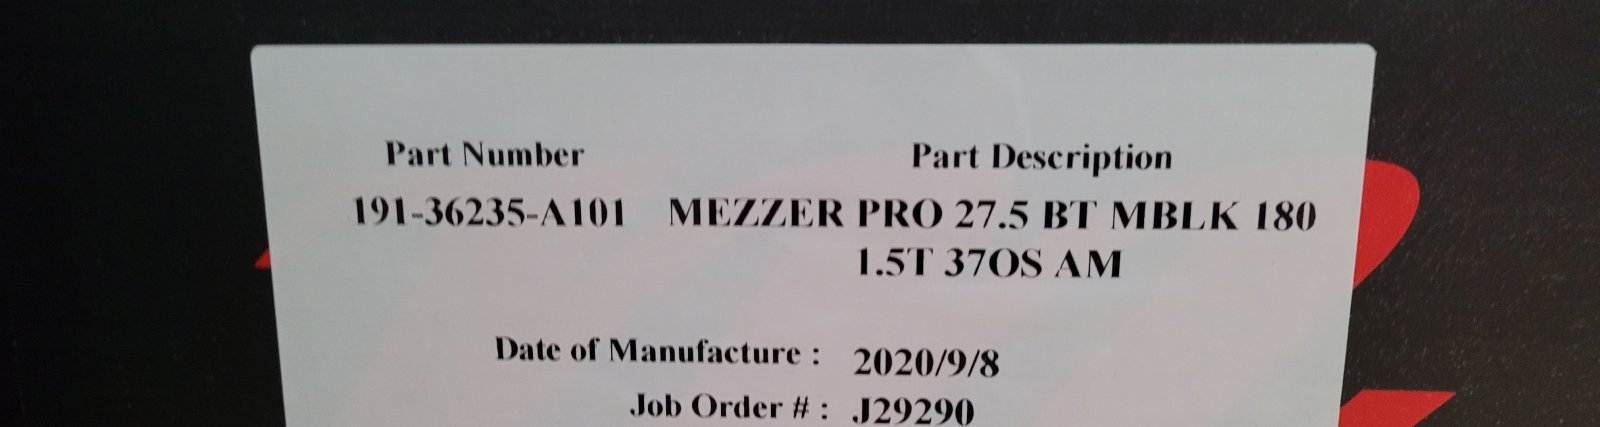 Part Number Part Description
191-36235-A101 MEZZER PRO 27.5 BT MBLK 180
1.5T 37OS AM
Date of Manufacture : 2020/9/8
Job Order # : J29290